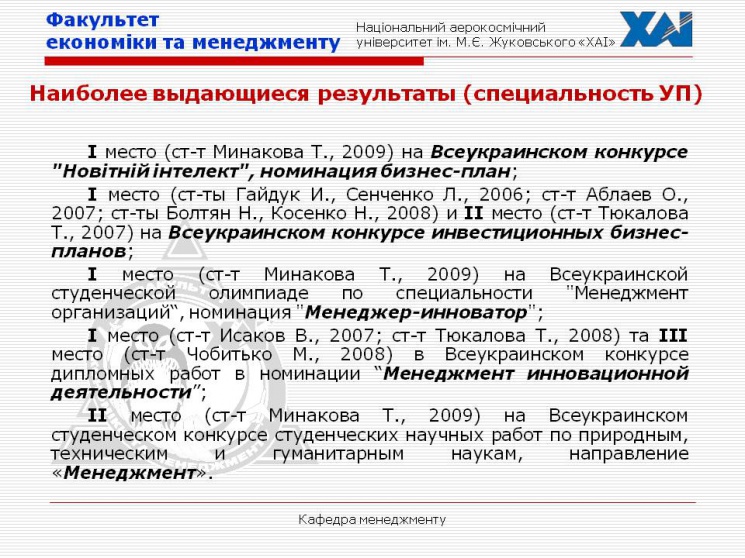 Факультет
економіки та менеджменту
Національний аерокосмічний
університет ім. М.Є. Жуковського «ХАІ»
ХАІ
Наиболее выдающиеся результаты (специальность УП)
I место (ст-т Минакова Т., 2009) на Всеукраинском конкурсе
"Новітній інтелект", номинация бизнес-план;
I место (ст-ты Гайдук И., Сенченко Л., 2006; ст-т Аблаев О.,
2007; ст-ты Болтян Н., Косенко Н., 2008) и II место (ст-т Тюкалова
Т., 2007) на Всеукраинском конкурсе инвестиционных бизнес-
планов;
I место (ст-т Минакова Т., 2009) на Всеукраинской
студенческой олимпиаде по специальности "Менеджмент
организаций“, номинация "Менеджер-инноватор";
I место (ст-т Исаков В., 2007; ст-т Тюкалова Т., 2008) та III
место (ст-т Чобитько М., 2008) в Всеукраинском конкурсе
дипломных работ в номинации “Менеджмент инновационной
деятельности”;
II место (ст-т Минакова Т., 2009) на Всеукраинском
студенческом конкурсе студенческих научных работ по природным,
техническим и гуманитарным наукам, направление
«Менеджмент».
Кафедра менеджменту